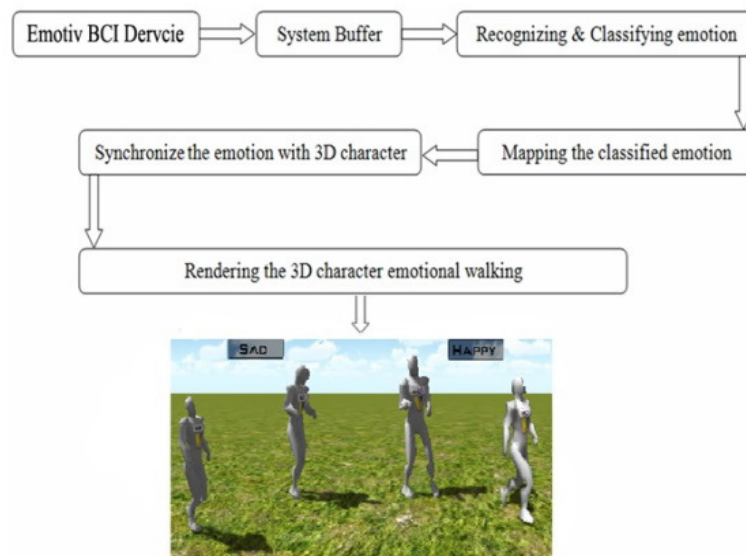 Emotiv BCI Dervcie
System Buffer
Recognizing & Classifying emotion
Synchronize the emotion with 3D character
Mapping the classified emotion
Rendering the 3D character emotional walking
SAD
HAPPY